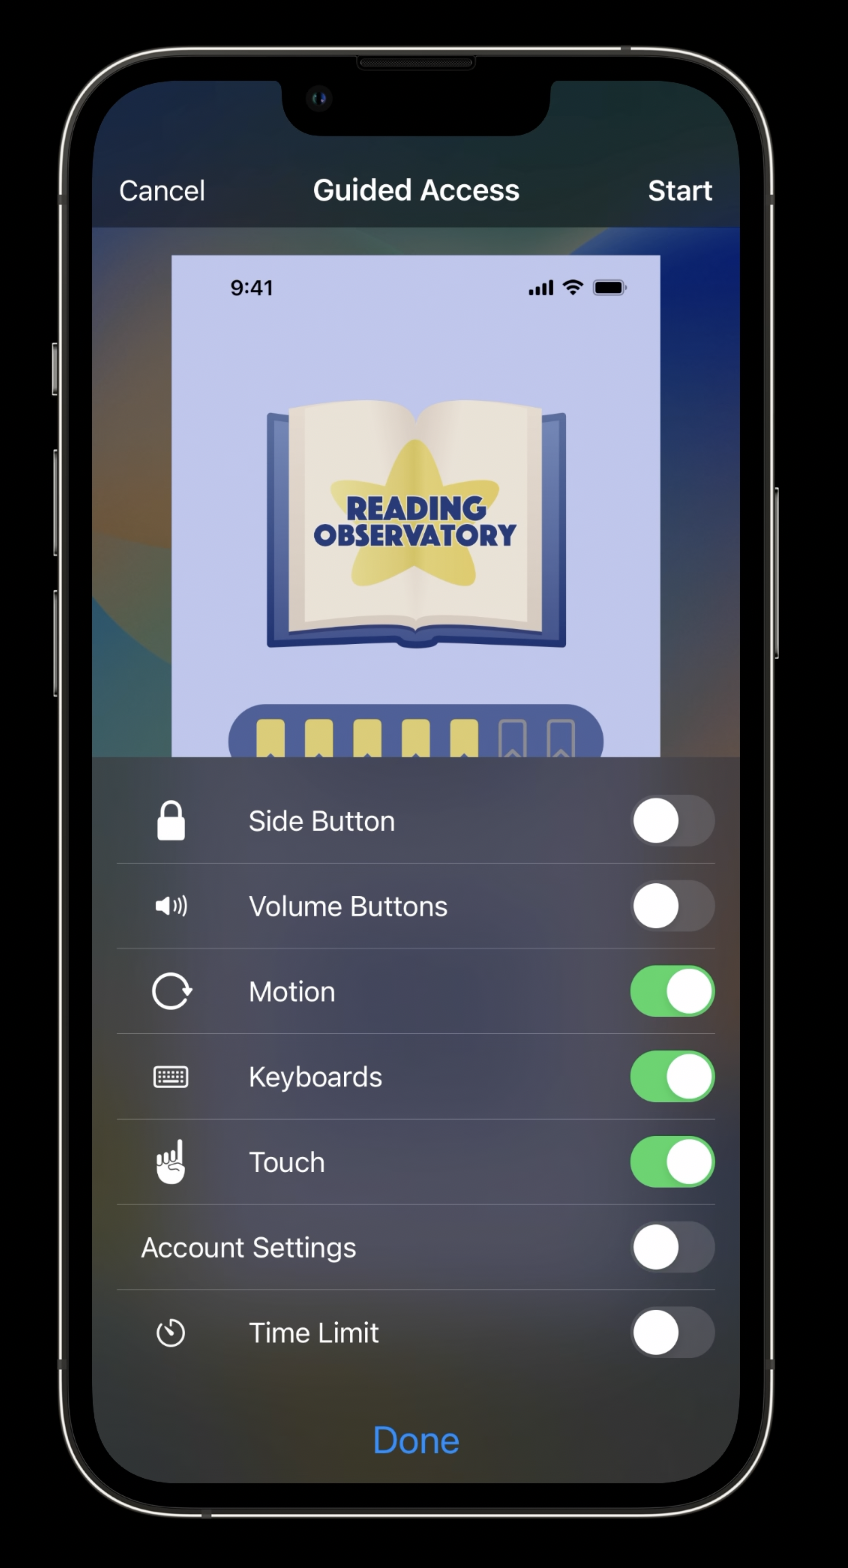 Cancel Guided Access Start
9:41
READING
OBSERVATORY
Side Button
Volume Buttons
Motion
Keyboards
Touch
Account Settings
Time Limit
Done